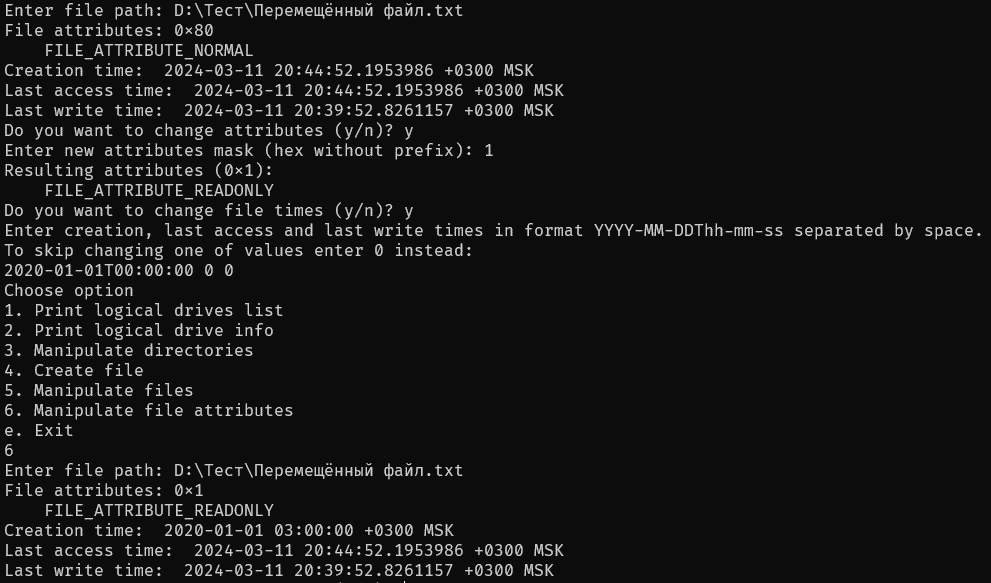 Enter file path: D:\Тест\Перемещённый файл.txt
File attributes: 0x80
    FILE_ATTRIBUTE_NORMAL
Creation time:  2024-03-11 20:44:52.1953986 +0300 MSK
Last access time:  2024-03-11 20:44:52.1953986 +0300 MSK
Last write time:  2024-03-11 20:39:52.8261157 +0300 MSK
Do you want to change attributes (y/n)? y
Enter new attributes mask (hex without prefix): 1
Resulting attributes (0x1):
    FILE_ATTRIBUTE_READONLY
Do you want to change file times (y/n)? y
Enter creation, last access and last write times in format YYYY-MM-DDThh-mm-ss separated by space.
To skip changing one of values enter 0 instead:
2020-01-01T00:00:00 0 0
Choose option
1. Print logical drives list
2. Print logical drive info
3. Manipulate directories
4. Create file
5. Manipulate files
6. Manipulate file attributes
e. Exit
6
Enter file path: D:\Тест\Перемещённый файл.txt
File attributes: 0x1
    FILE_ATTRIBUTE_READONLY
Creation time:  2020-01-01 03:00:00 +0300 MSK
Last access time:  2024-03-11 20:44:52.1953986 +0300 MSK
Last write time:  2024-03-11 20:39:52.8261157 +0300 MSK